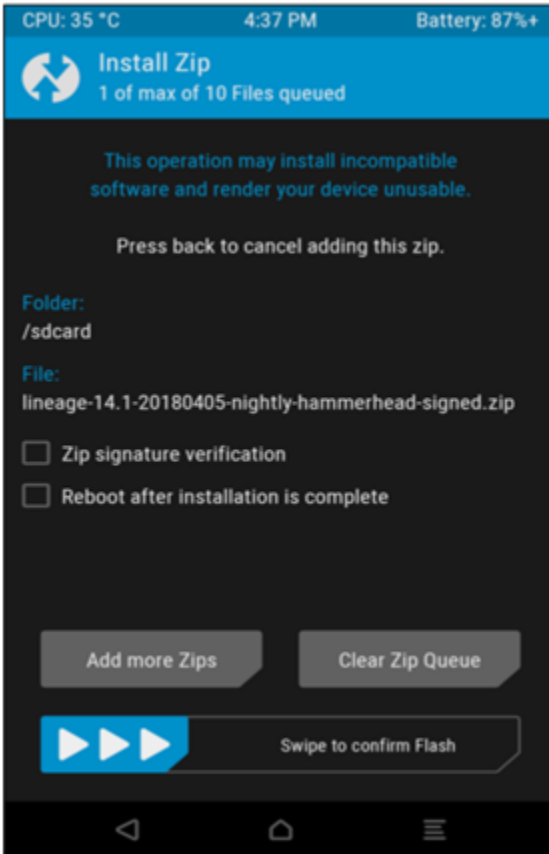 CPU: 35 °C 4:37 PM Battery: 87%+
Install Zip
1 of max of 10 Files queued
This operation may install incompatible
software and render your device unusable.
Press back to cancel adding this zip.
Folder:
/sdcard
File:
lineage-14.1-20180405-nightly-hammerhead-signed.zip
Zip signature verification
Reboot after installation is complete
Add more Zips Clear Zip Queue
Swipe to confirm Flash